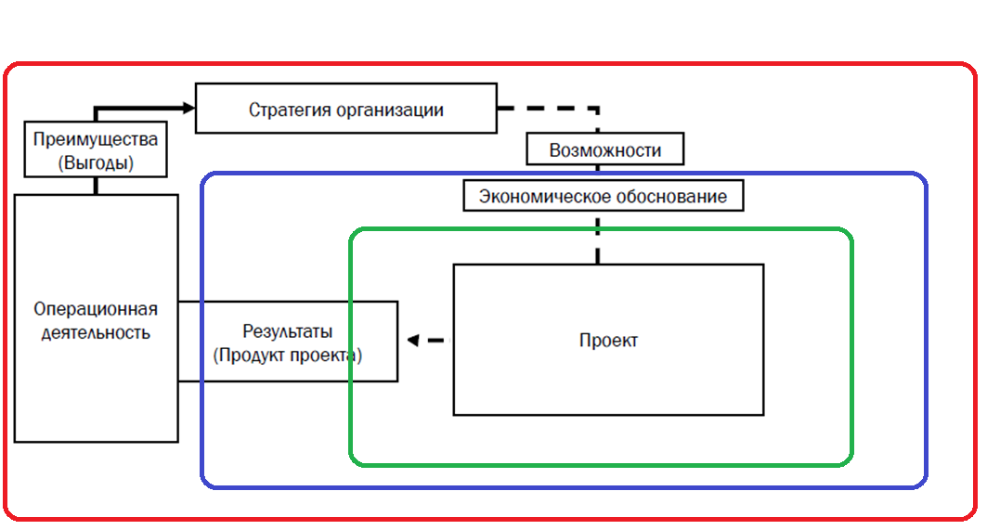 Стратегия организации
Преимущества
(Выгоды)
Возможности
Экономическое обоснование
Операционная
деятельность
Результаты
(Продукт проекта)
Проект